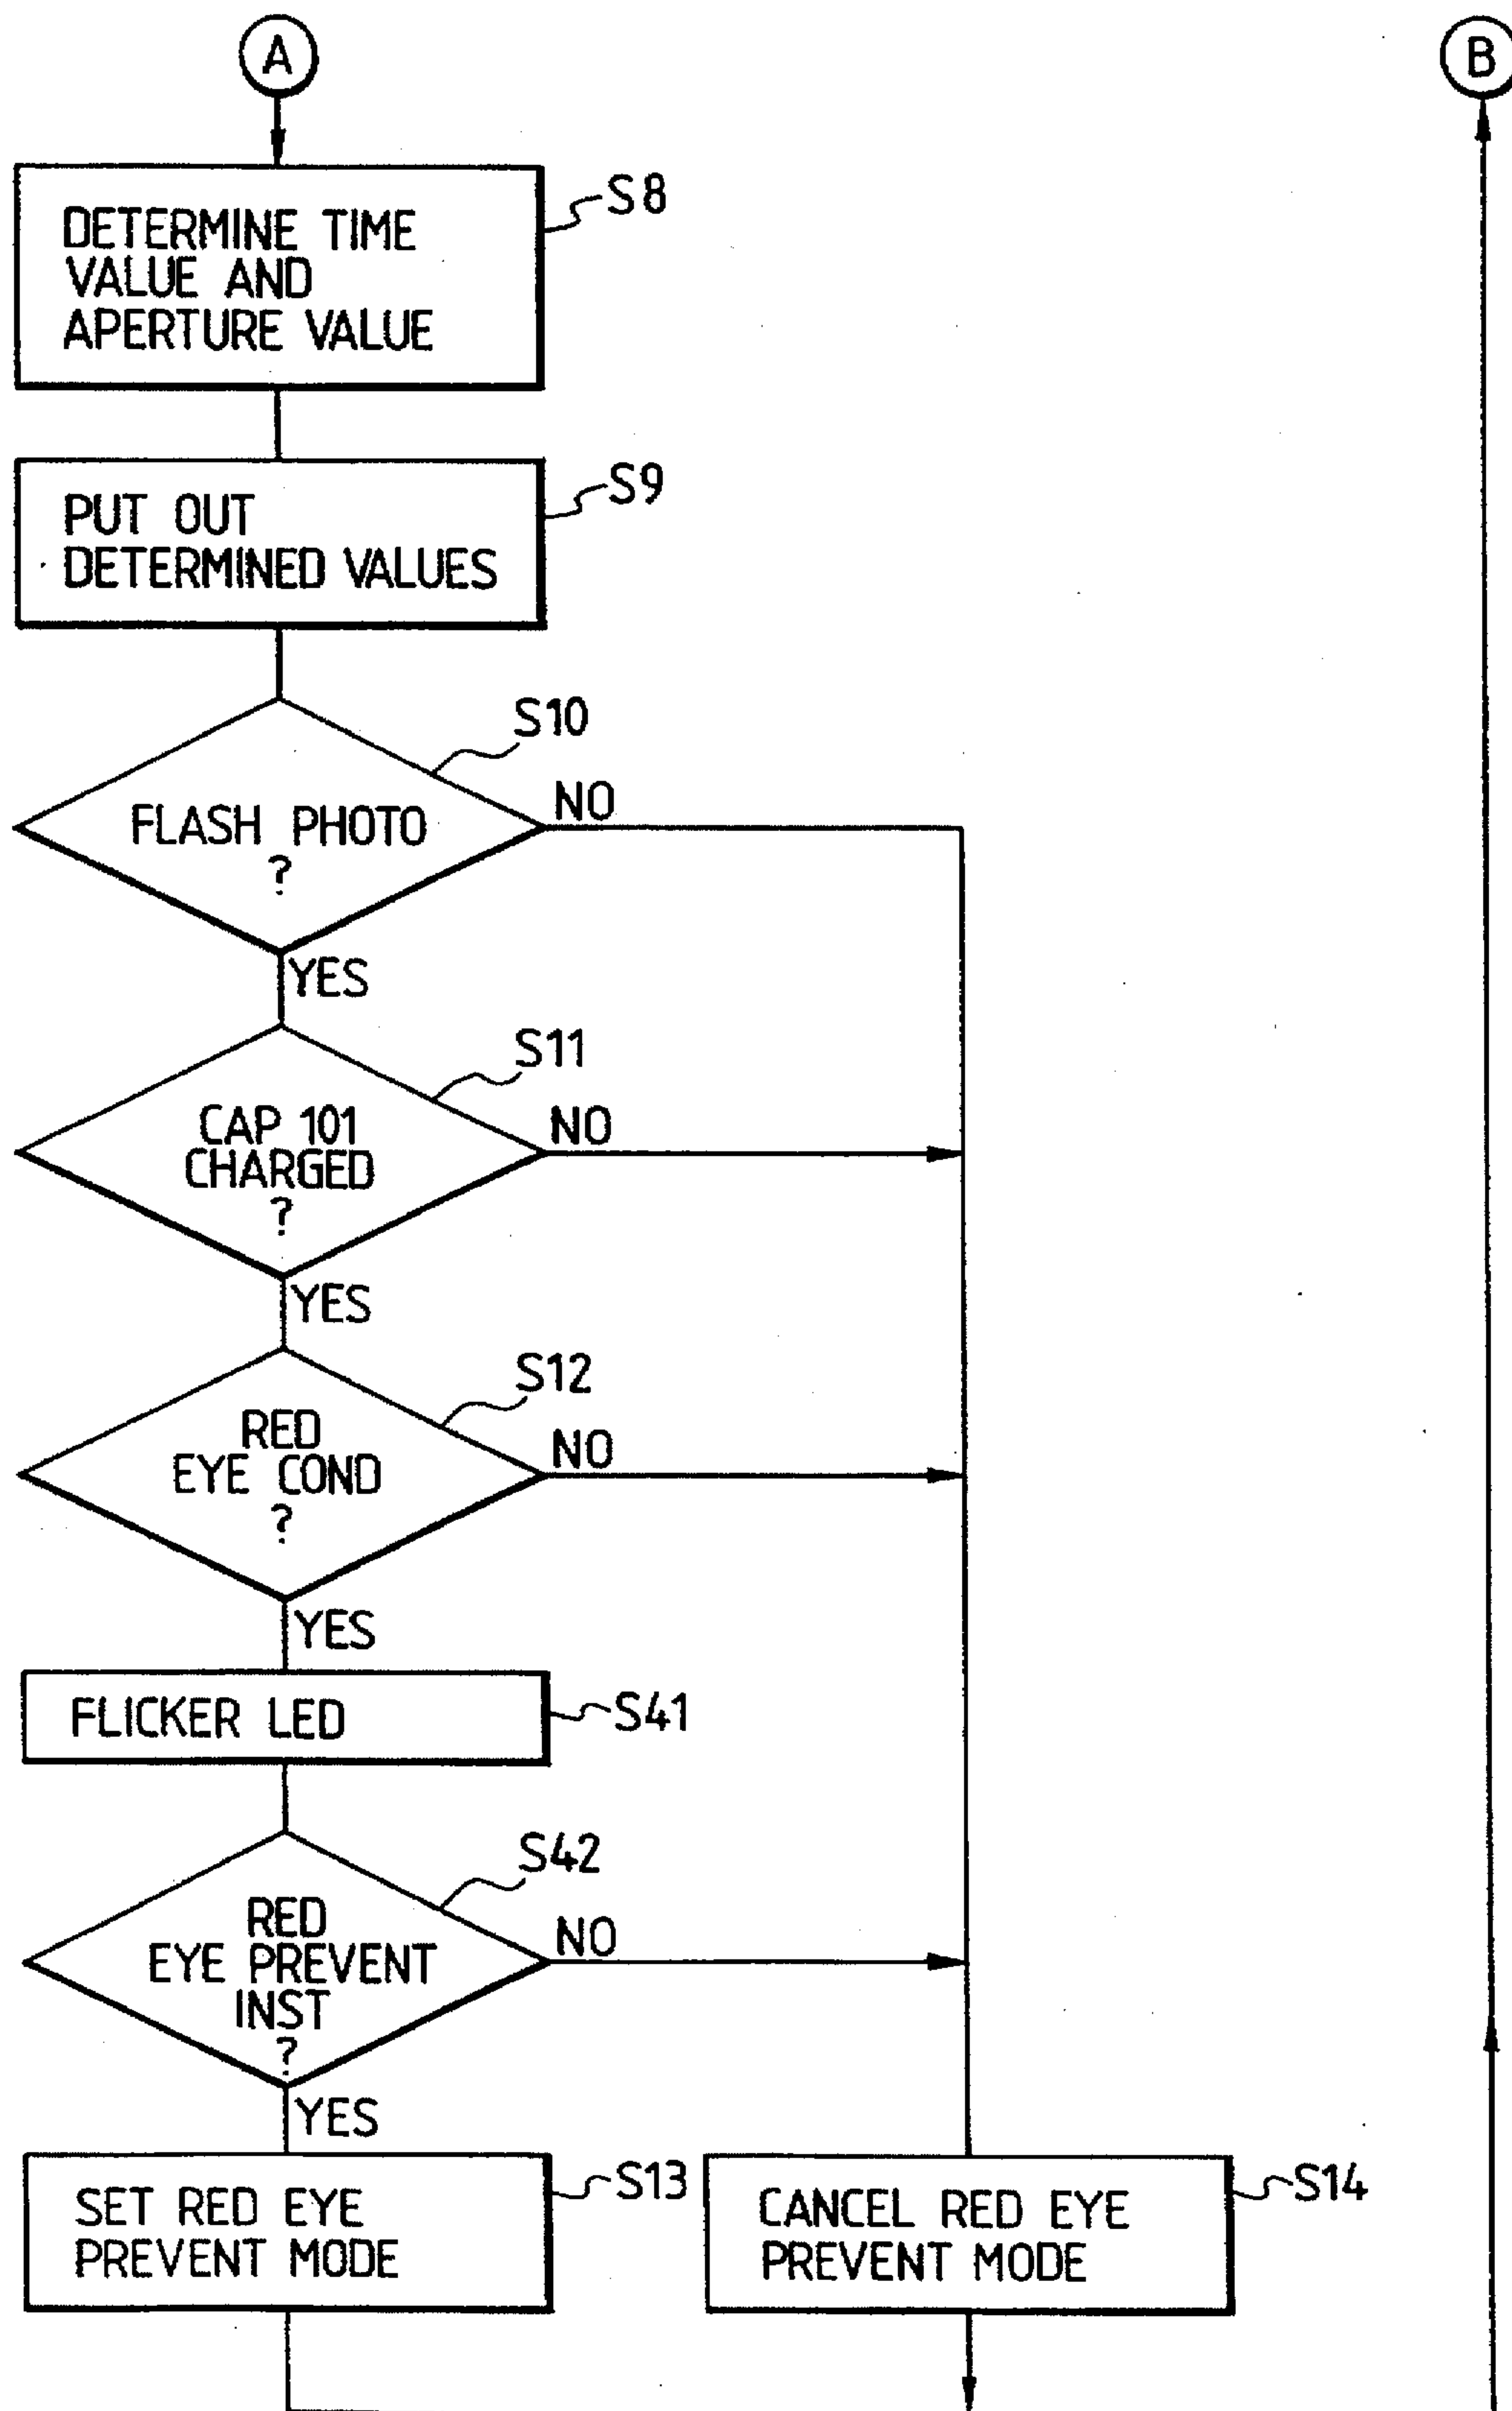 A
B
S8
DETERMINE TIME
VALUE AND
APERTURE VALUE
S9
PUT OUT
DETERMINED VALUES
S10
FLASH PHOTO
?
NO
YES
S11
CAP 101
CHARGED
?
NO
YES
S12
RED
EYE COND
?
NO
YES
FLICKER LED
S41
S42
RED
EYE PREVENT
INST
?
NO
YES
SET RED EYE
PREVENT MODE
S13
CANCEL RED EYE
PREVENT MODE
S14